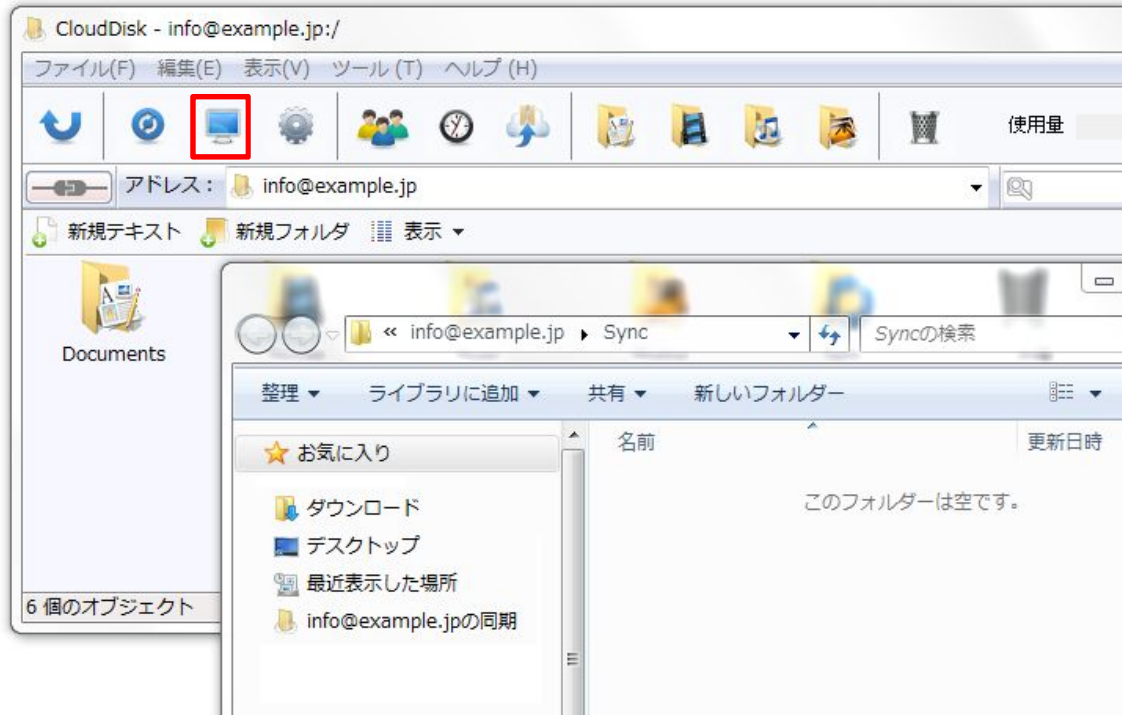 CloudDisk - info@example.jp:/
ファイル(F) 編集(E) 表示(V) ツール (T) ヘルプ (H)
使用量
アドレス： info@example.jp
新規テキスト 新規フォルダ 表示
Documents
« info@example.jp Sync Syncの検索
整理 ライブラリに追加 共有 新しいフォルダー
お気に入り
名前 更新日時
このフォルダーは空です。
ダウンロード
デスクトップ
最近表示した場所
info@example.jpの同期
6 個のオブジェクト